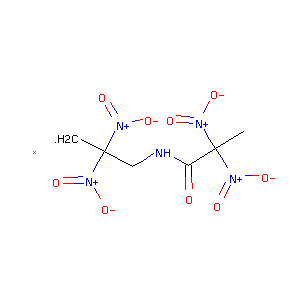 O O−
N+ O− O N+
.H2C
*
NH
O N+ N+ O−
O− O O